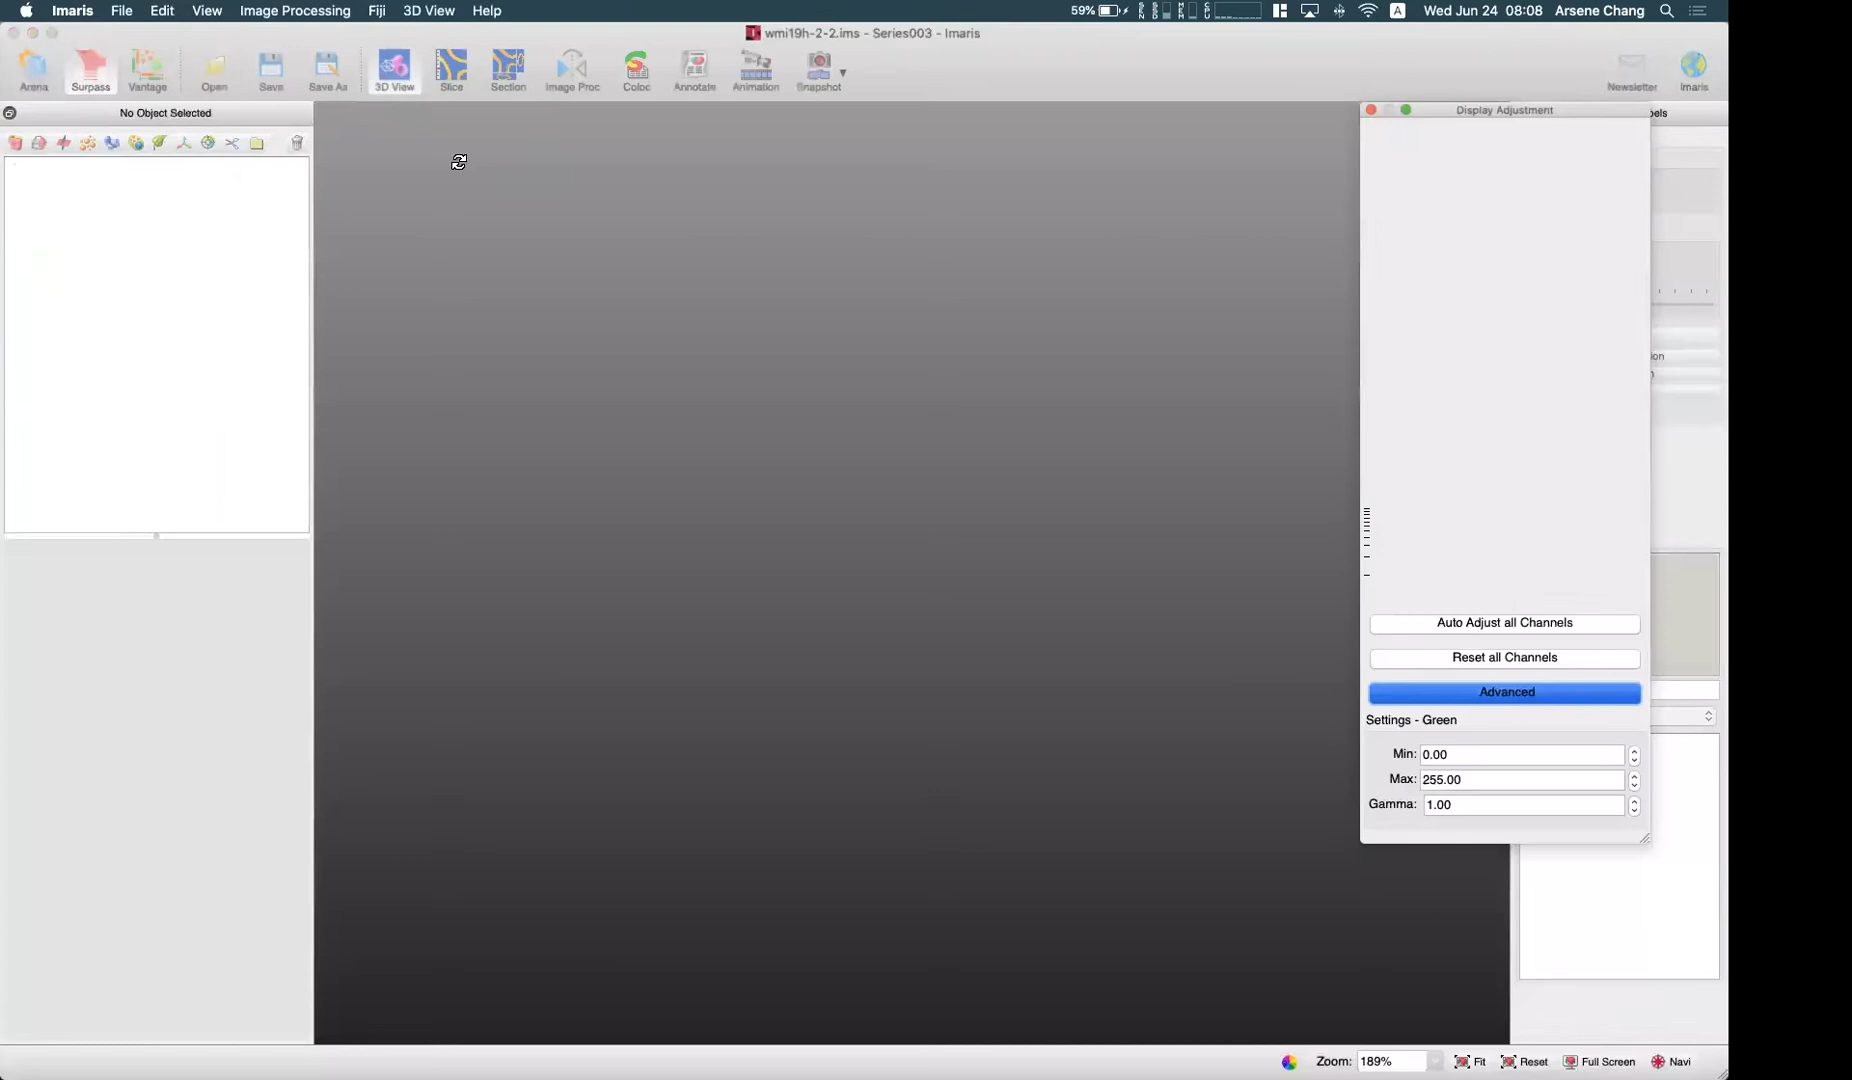 Imaris File Edit View Image Processing Fiji 3D View Help 59% A Wed Jun 24 08:08 Arsene Chang
wmi19h-2-2.ims - Series003 - Imaris
Arena Surpass Vantage Open Save Save As 3D View Slice Section Image Proc Coloc Annotate Animation Snapshot Newsletter Imaris
No Object Selected
Display Adjustment
Auto Adjust all Channels
Reset all Channels
Advanced
Settings - Green
Min: 0.00
Max: 255.00
Gamma: 1.00
Zoom: 189% Fit Reset Full Screen Navi